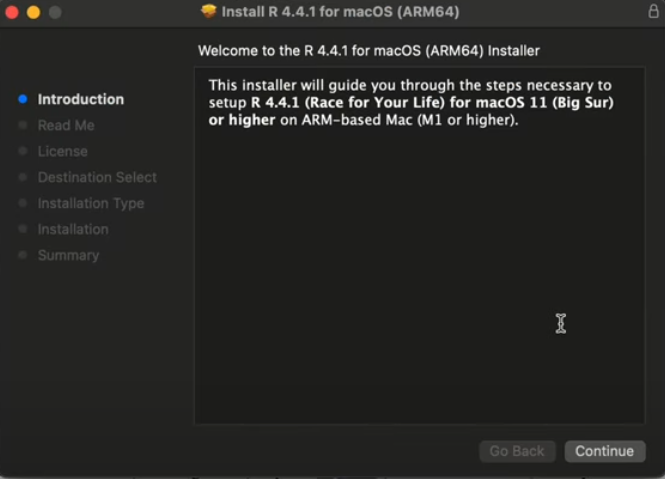 Install R 4.4.1 for macOS (ARM64)
Welcome to the R 4.4.1 for macOS (ARM64) Installer
Introduction
Read Me
License
Destination Select
Installation Type
Installation
Summary
This installer will guide you through the steps necessary to
setup R 4.4.1 (Race for Your Life) for macOS 11 (Big Sur)
or higher on ARM-based Mac (M1 or higher).
Go Back
Continue